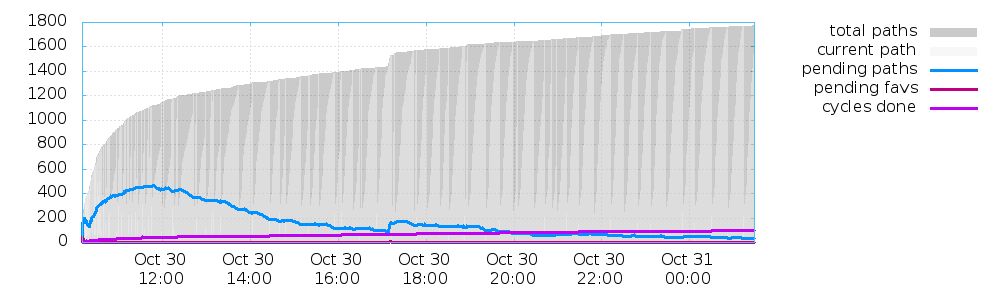 1800
1600
1400
1200
1000
800
600
400
200
0
Oct 30
12:00
Oct 30
14:00
Oct 30
16:00
Oct 30
18:00
Oct 30
20:00
Oct 30
22:00
Oct 31
00:00
total paths
current path
pending paths
pending favs
cycles done